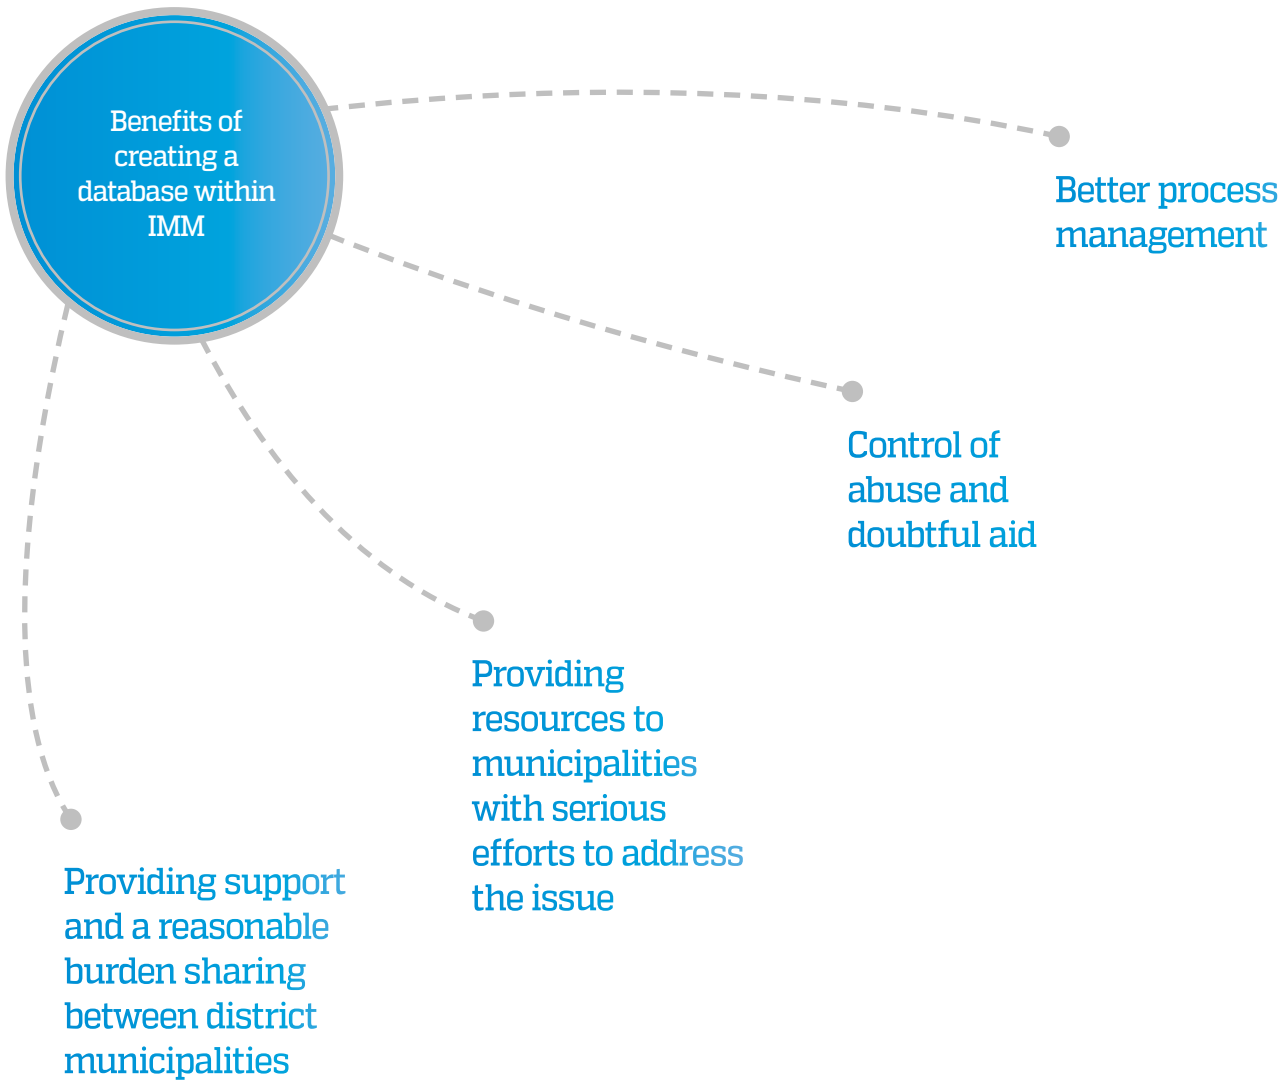 Benefits of
creating a
database within
IMM
Better process
management
Control of
abuse and
doubtful aid
Providing
resources to
municipalities
with serious
efforts to address
the issue
Providing support
and a reasonable
burden sharing
between district
municipalities